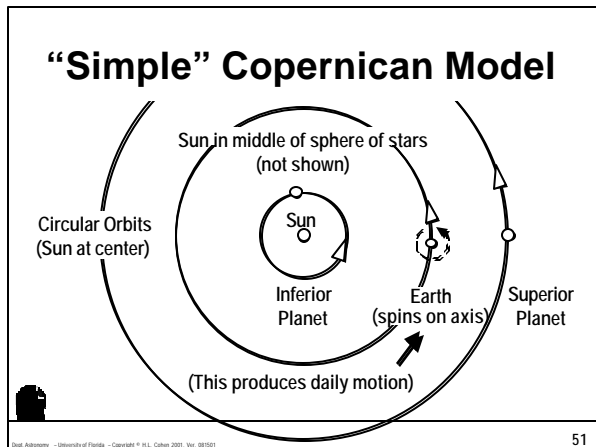 “Simple” Copernican Model
Sun in middle of sphere of stars
(not shown)
Sun
Circular Orbits
(Sun at center)
Inferior
Planet
Earth
(spins on axis)
Superior
Planet
(This produces daily motion)
Dept. Astronomy - University of Florida - Copyright © H.L. Cohen 2001. Ver. 081501
51